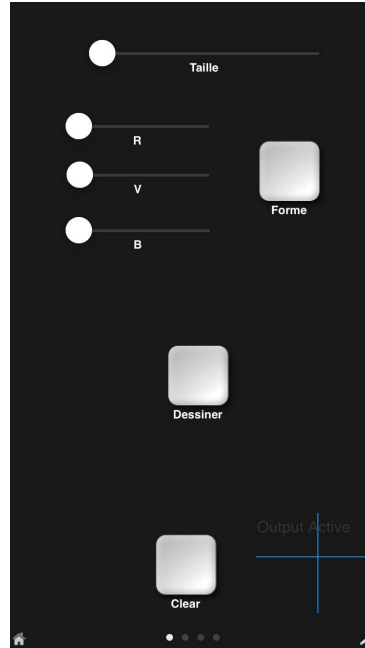 Taille
R
V
Forme
B
Dessiner
Output Active
Clear